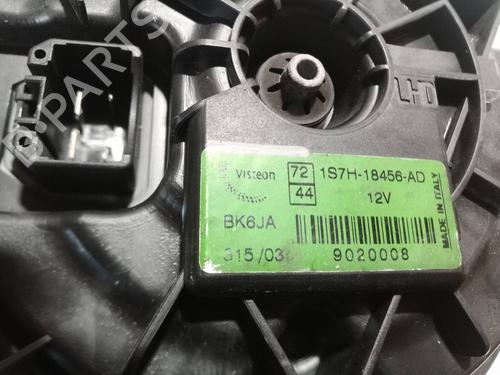 B-PARTS
LHD
Visteon
72
44
1S7H-18456-AD
12V
BK6JA
315/03
9020008
MADE IN ITALY